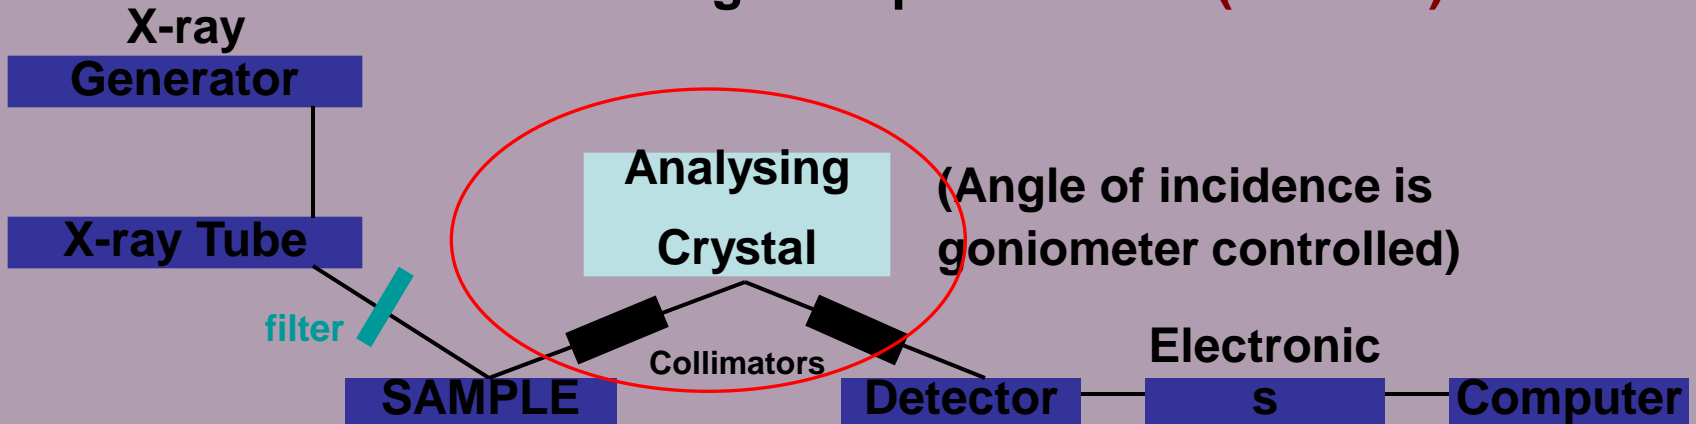 X-ray
Generator
Analysing
Crystal
(Angle of incidence is
goniometer controlled)
X-ray Tube
filter
Collimators
SAMPLE
Detector
Electronic
s
Computer